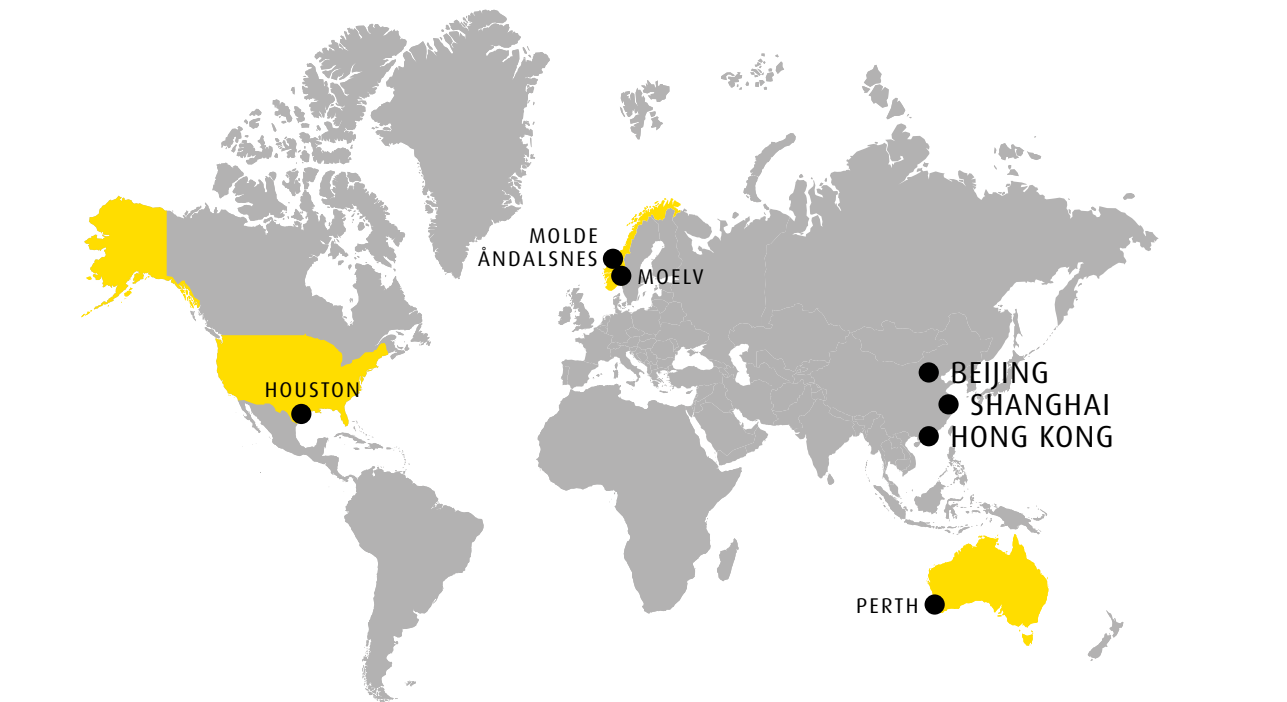 MOLDE
ÅNDALSNES
MOELV
BEIJING
HOUSTON
SHANGHAI
HONG KONG
PERTH